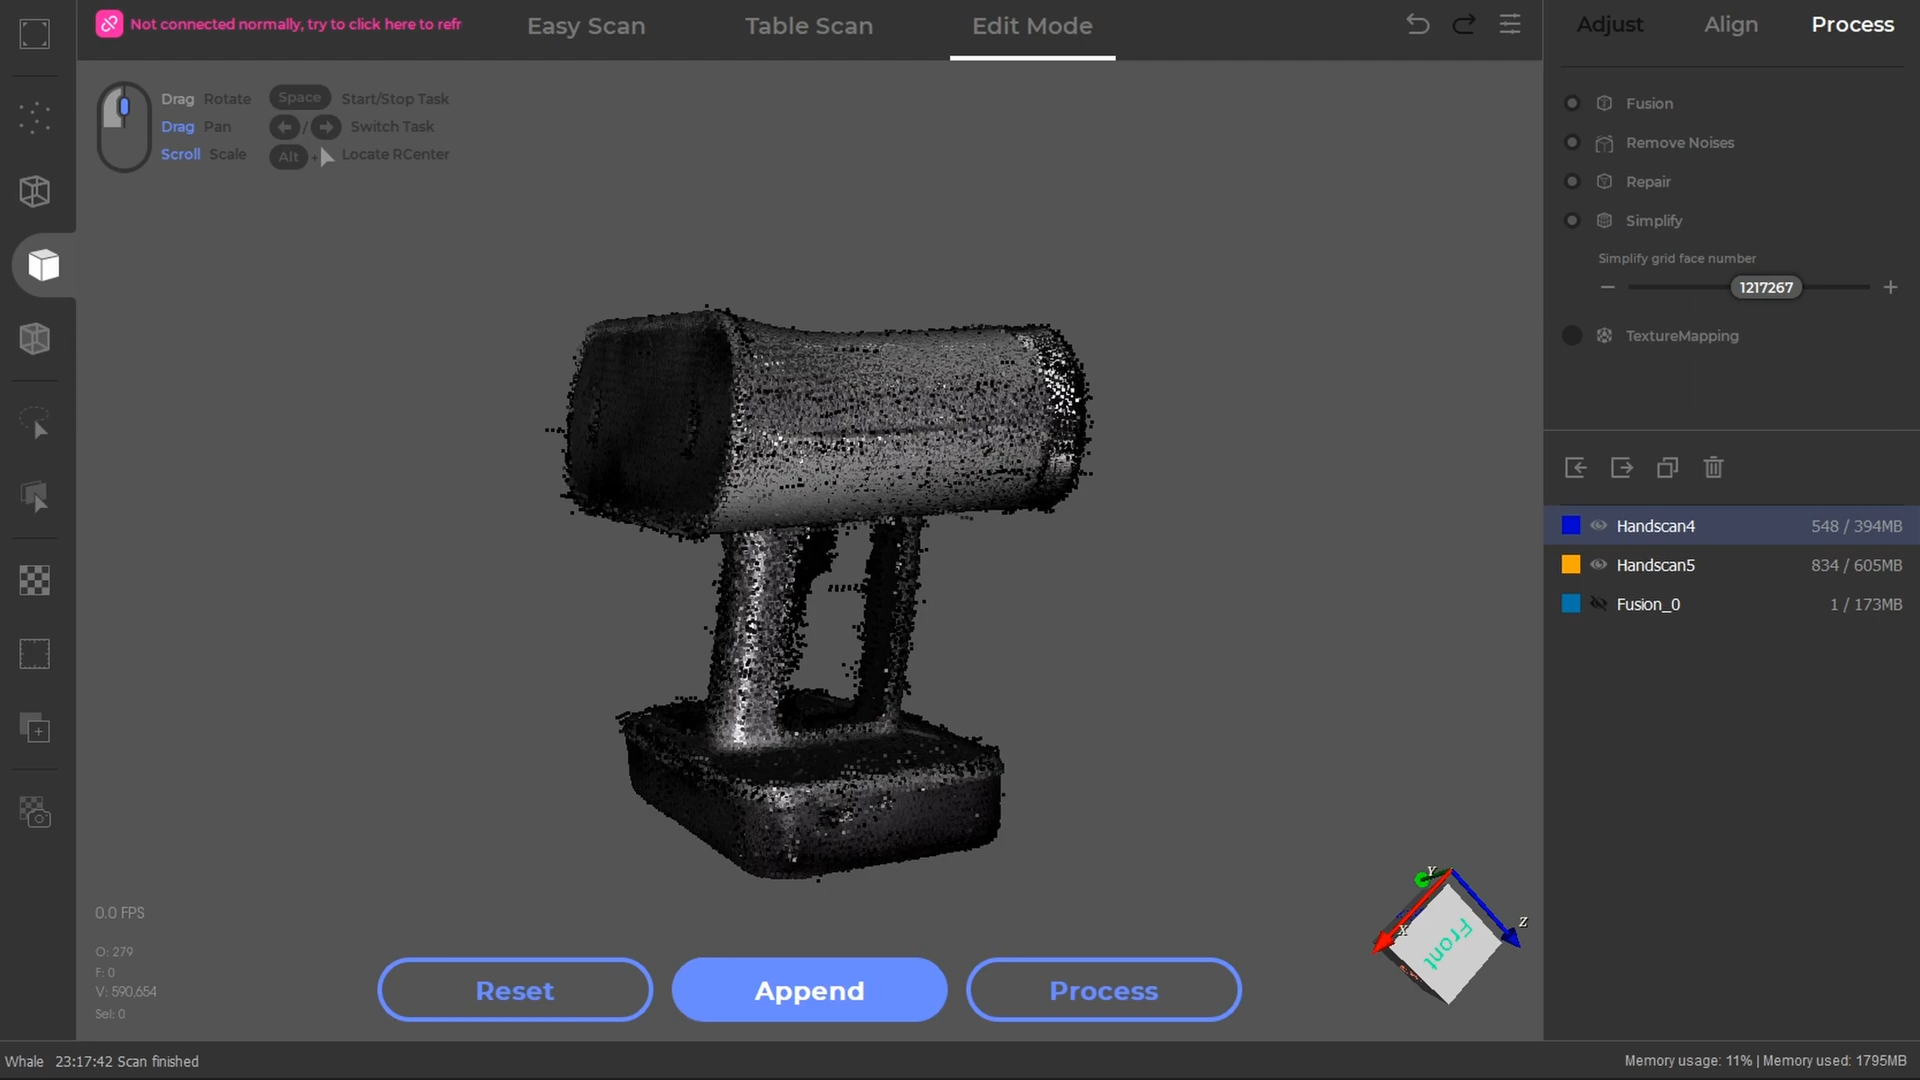 Not connected normally, try to click here to refr
Easy Scan
Table Scan
Edit Mode
Adjust
Align
Process
Drag Rotate
Space Start/Stop Task
Drag Pan
/ Switch Task
Scroll Scale
Alt + Locate RCenter
Fusion
Remove Noises
Repair
Simplify
Simplify grid face number
1217267
TextureMapping
Handscan4 548 / 394MB
Handscan5 834 / 605MB
Fusion_0 1 / 173MB
0.0 FPS
O: 279
F: 0
V: 590,654
Sel: 0
Reset
Append
Process
Y
X
Z
Front
Whale 23:17:42 Scan finished
Memory usage: 11% | Memory used: 1795MB